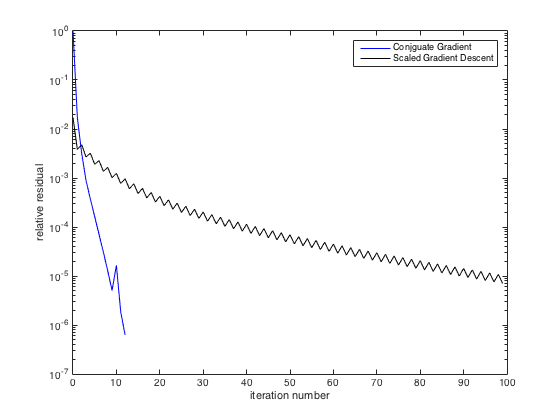 10^0
10^-1
10^-2
10^-3
10^-4
10^-5
10^-6
10^-7
relative residual
0 10 20 30 40 50 60 70 80 90 100
iteration number
Conjguate Gradient
Scaled Gradient Descent